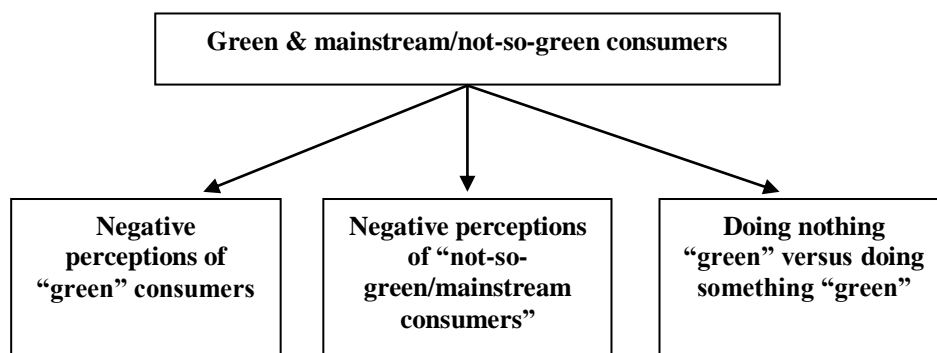 Green & mainstream/not-so-green consumers
Negative
perceptions of
“green” consumers
Negative perceptions
of “not-so-
green/mainstream
consumers”
Doing nothing
“green” versus doing
something “green”